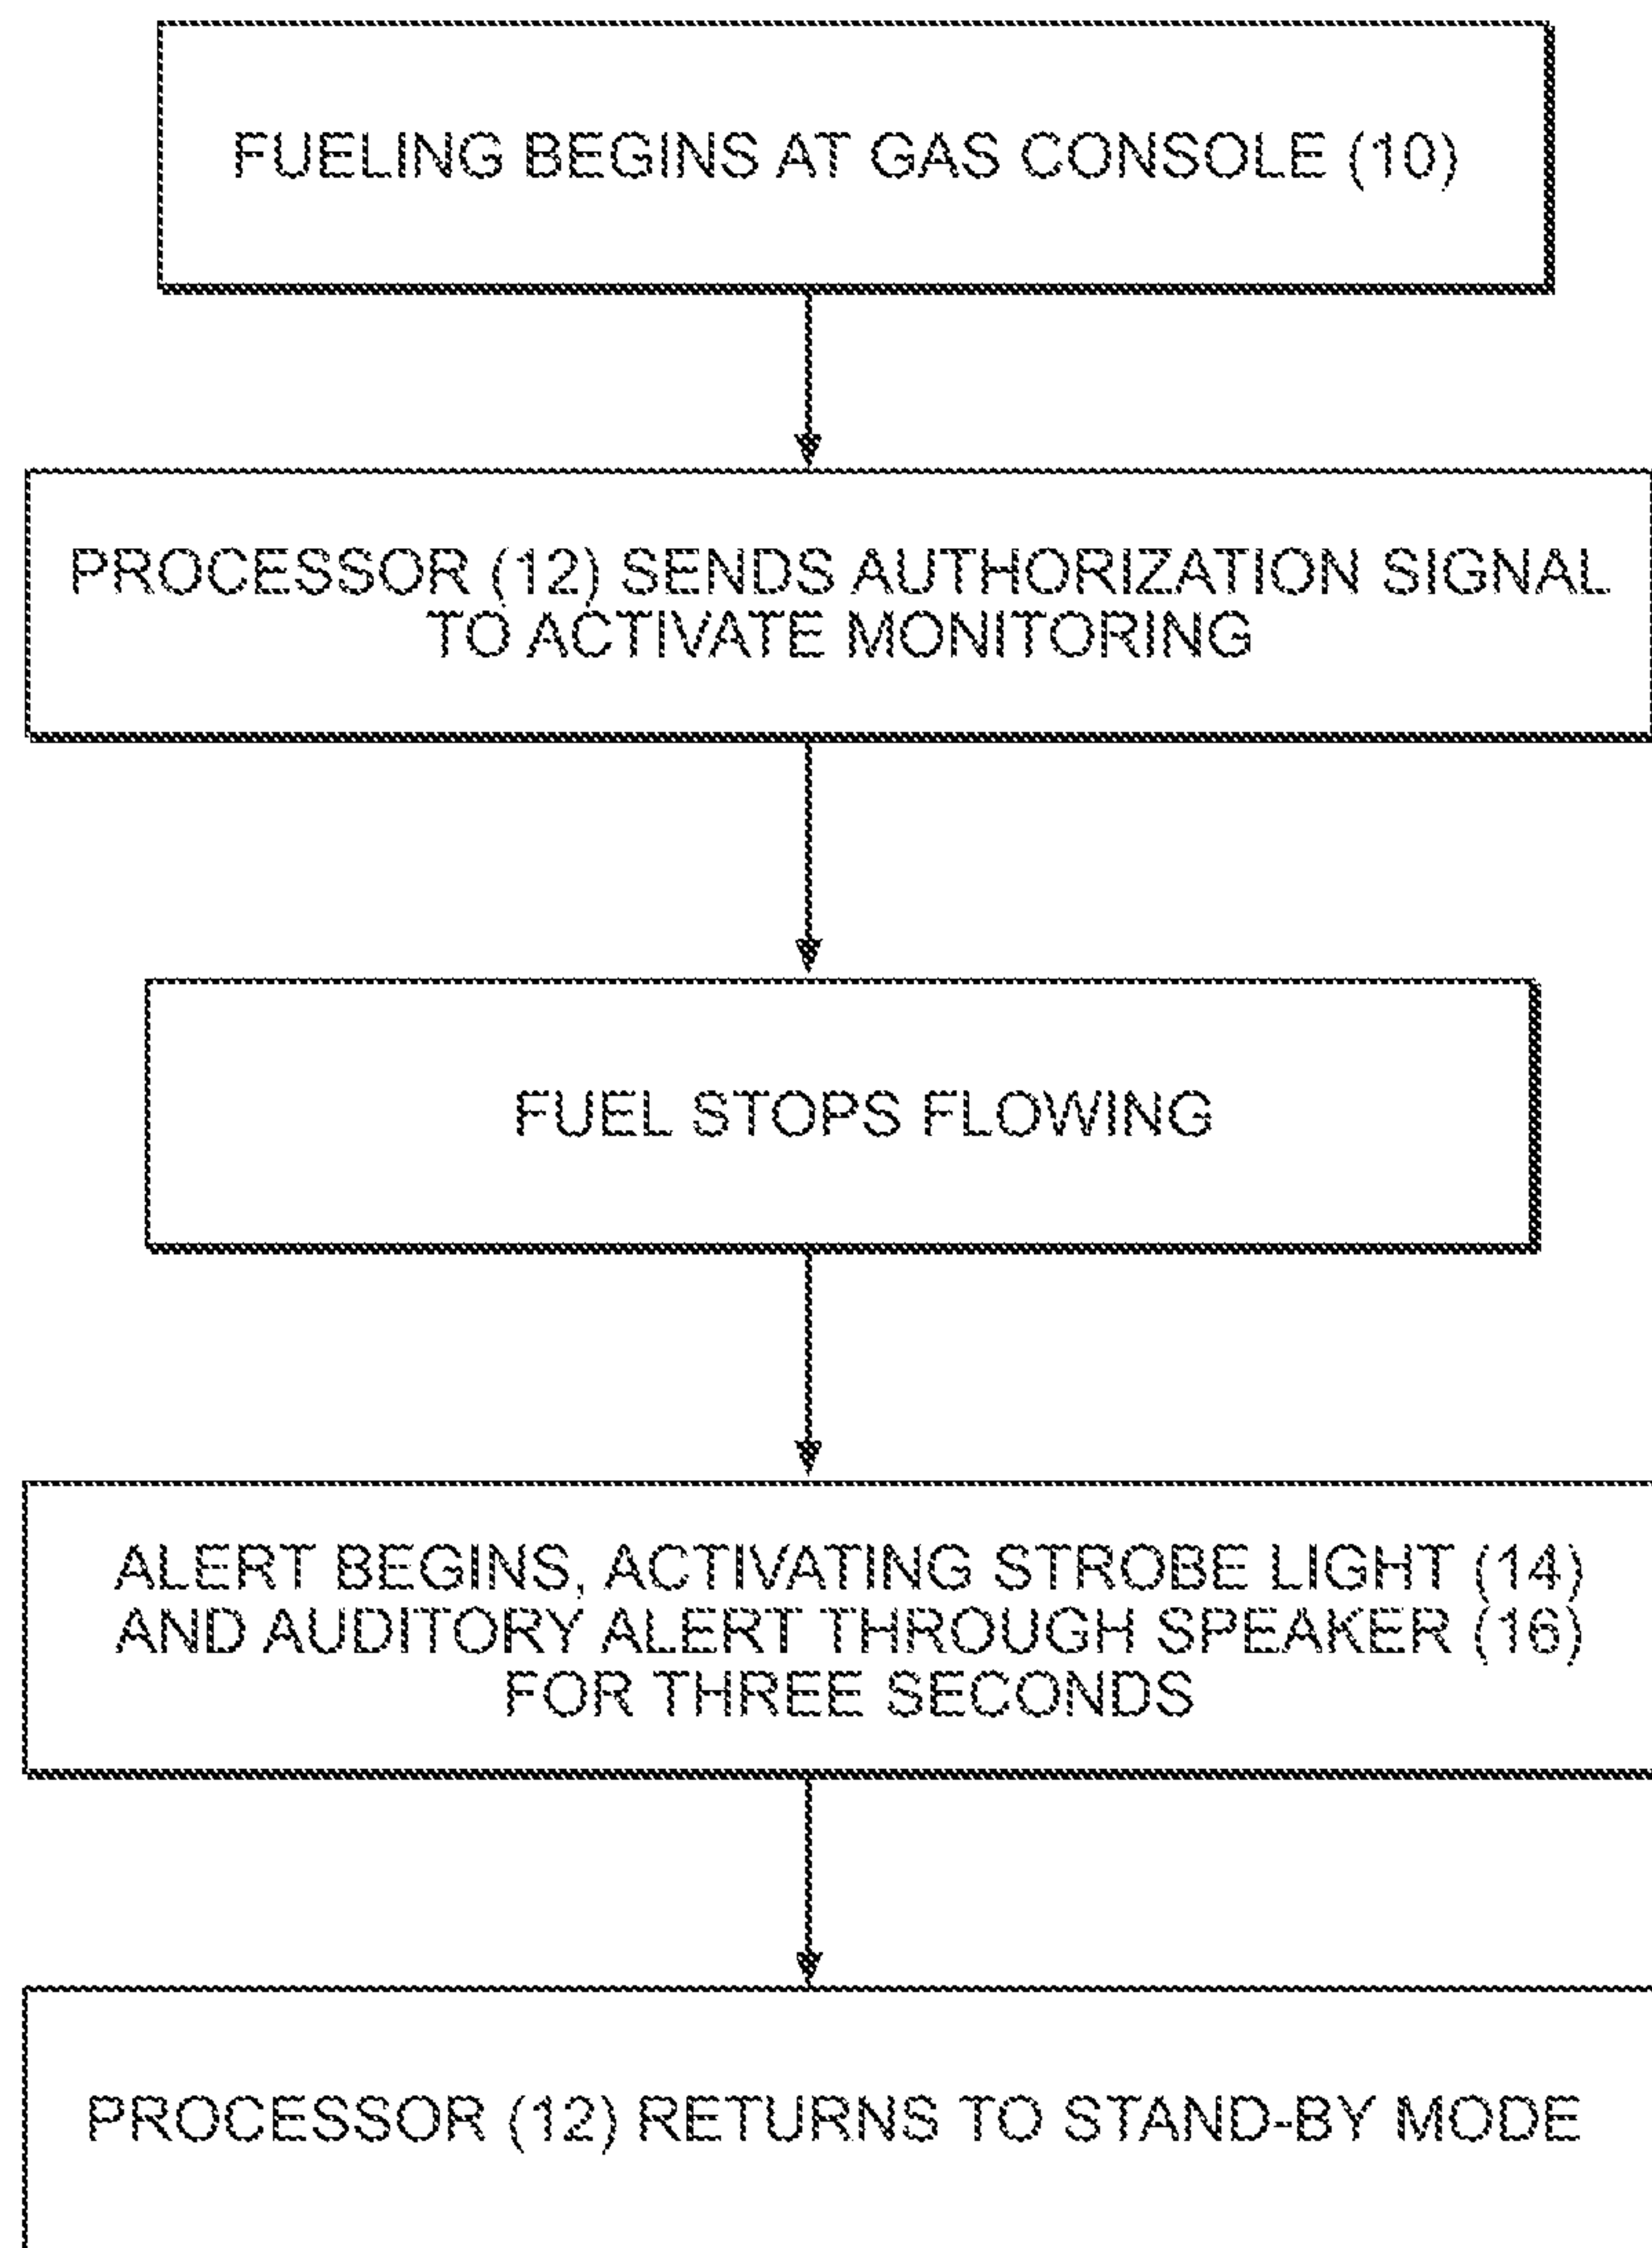 FUELING BEGINS AT GAS CONSOLE (10)
PROCESSOR (12) SENDS AUTHORIZATION SIGNAL
TO ACTIVATE MONITORING
FUEL STOPS FLOWING
ALERT BEGINS, ACTIVATING STROBE LIGHT (14)
AND AUDITORY ALERT THROUGH SPEAKER (16)
FOR THREE SECONDS
PROCESSOR (12) RETURNS TO STAND-BY MODE